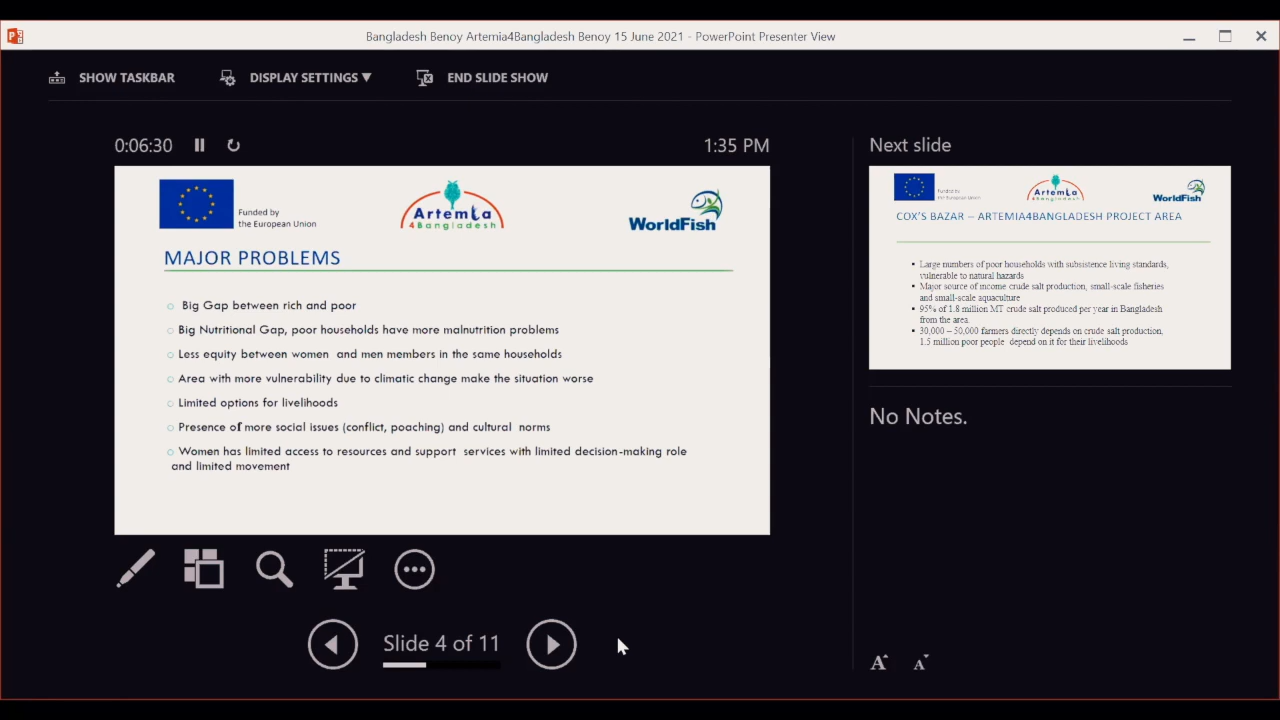 Bangladesh Benoy Artemia4Bangladesh Benoy 15 June 2021 - PowerPoint Presenter View
SHOW TASKBAR
DISPLAY SETTINGS ▼
END SLIDE SHOW
0:06:30
1:35 PM
Funded by
the European Union
Artemia
4Bangladesh
WorldFish
MAJOR PROBLEMS
Big Gap between rich and poor
Big Nutritional Gap, poor households have more malnutrition problems
Less equity between women and men members in the same households
Area with more vulnerability due to climatic change make the situation worse
Limited options for livelihoods
Presence of more social issues (conflict, poaching) and cultural norms
Women has limited access to resources and support services with limited decision-making role
and limited movement
Slide 4 of 11
Next slide
Funded by
the European Union
Artemia
4Bangladesh
WorldFish
COX'S BAZAR – ARTEMIA4BANGLADESH PROJECT AREA
• Large numbers of poor households with subsistence living standards,
vulnerable to natural hazards
• Major source of income crude salt production, small-scale fisheries
and small-scale aquaculture
• 95% of 1.8 million MT crude salt produced per year in Bangladesh
from the area.
• 30,000 – 50,000 farmers directly depends on crude salt production,
1.5 million poor people depend on it for their livelihoods
No Notes.
A A